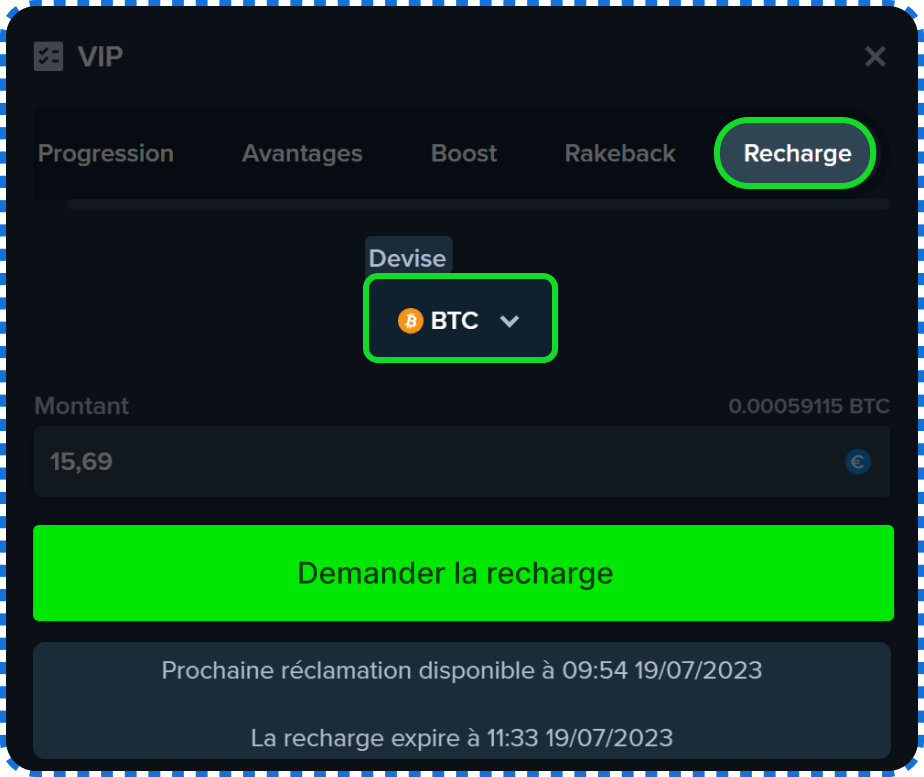 VIP
Progression Avantages Boost Rakeback Recharge
Devise
BTC
Montant 0.00059115 BTC
15,69 €
Demander la recharge
Prochaine réclamation disponible à 09:54 19/07/2023
La recharge expire à 11:33 19/07/2023